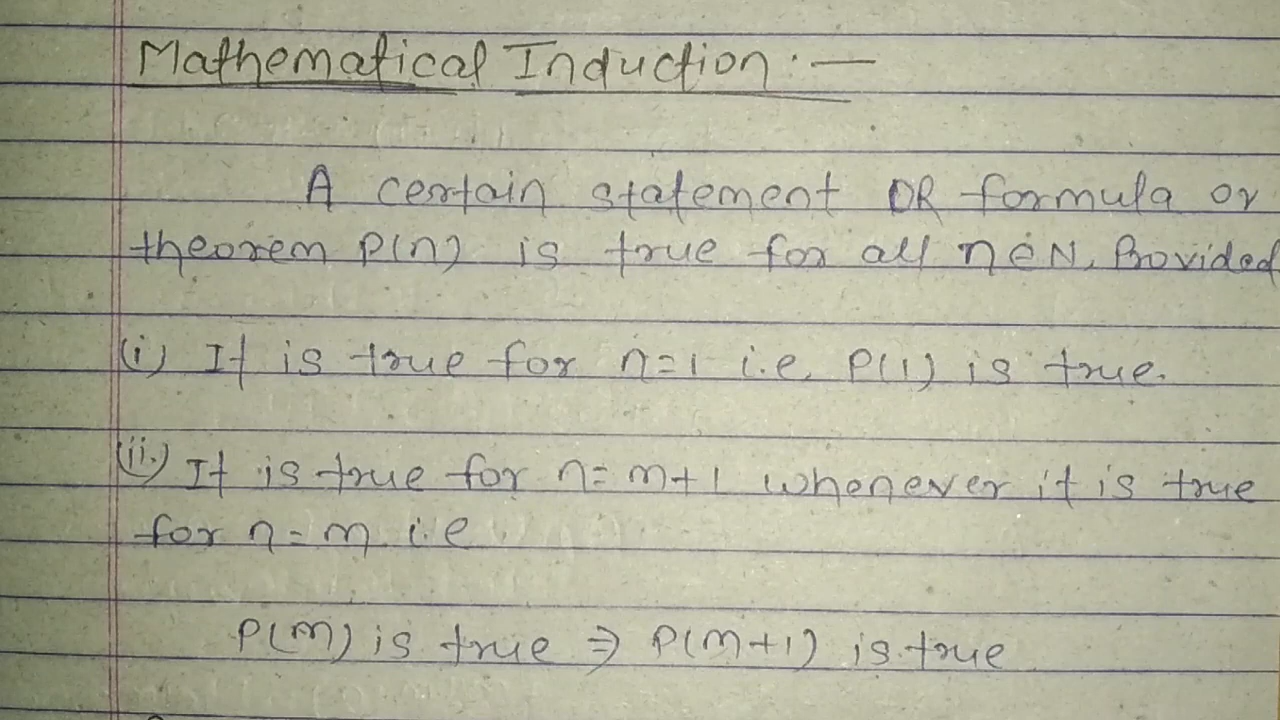 Mathematical Induction :—
A certain statement OR formula or
theorem P(n) is true for all n∈N, Provided
(i) It is true for n=1 i.e. P(1) is true.
(ii.) It is true for n=m+1 whenever it is true
for n=m i.e.
P(m) is true ⇒ P(m+1) is true